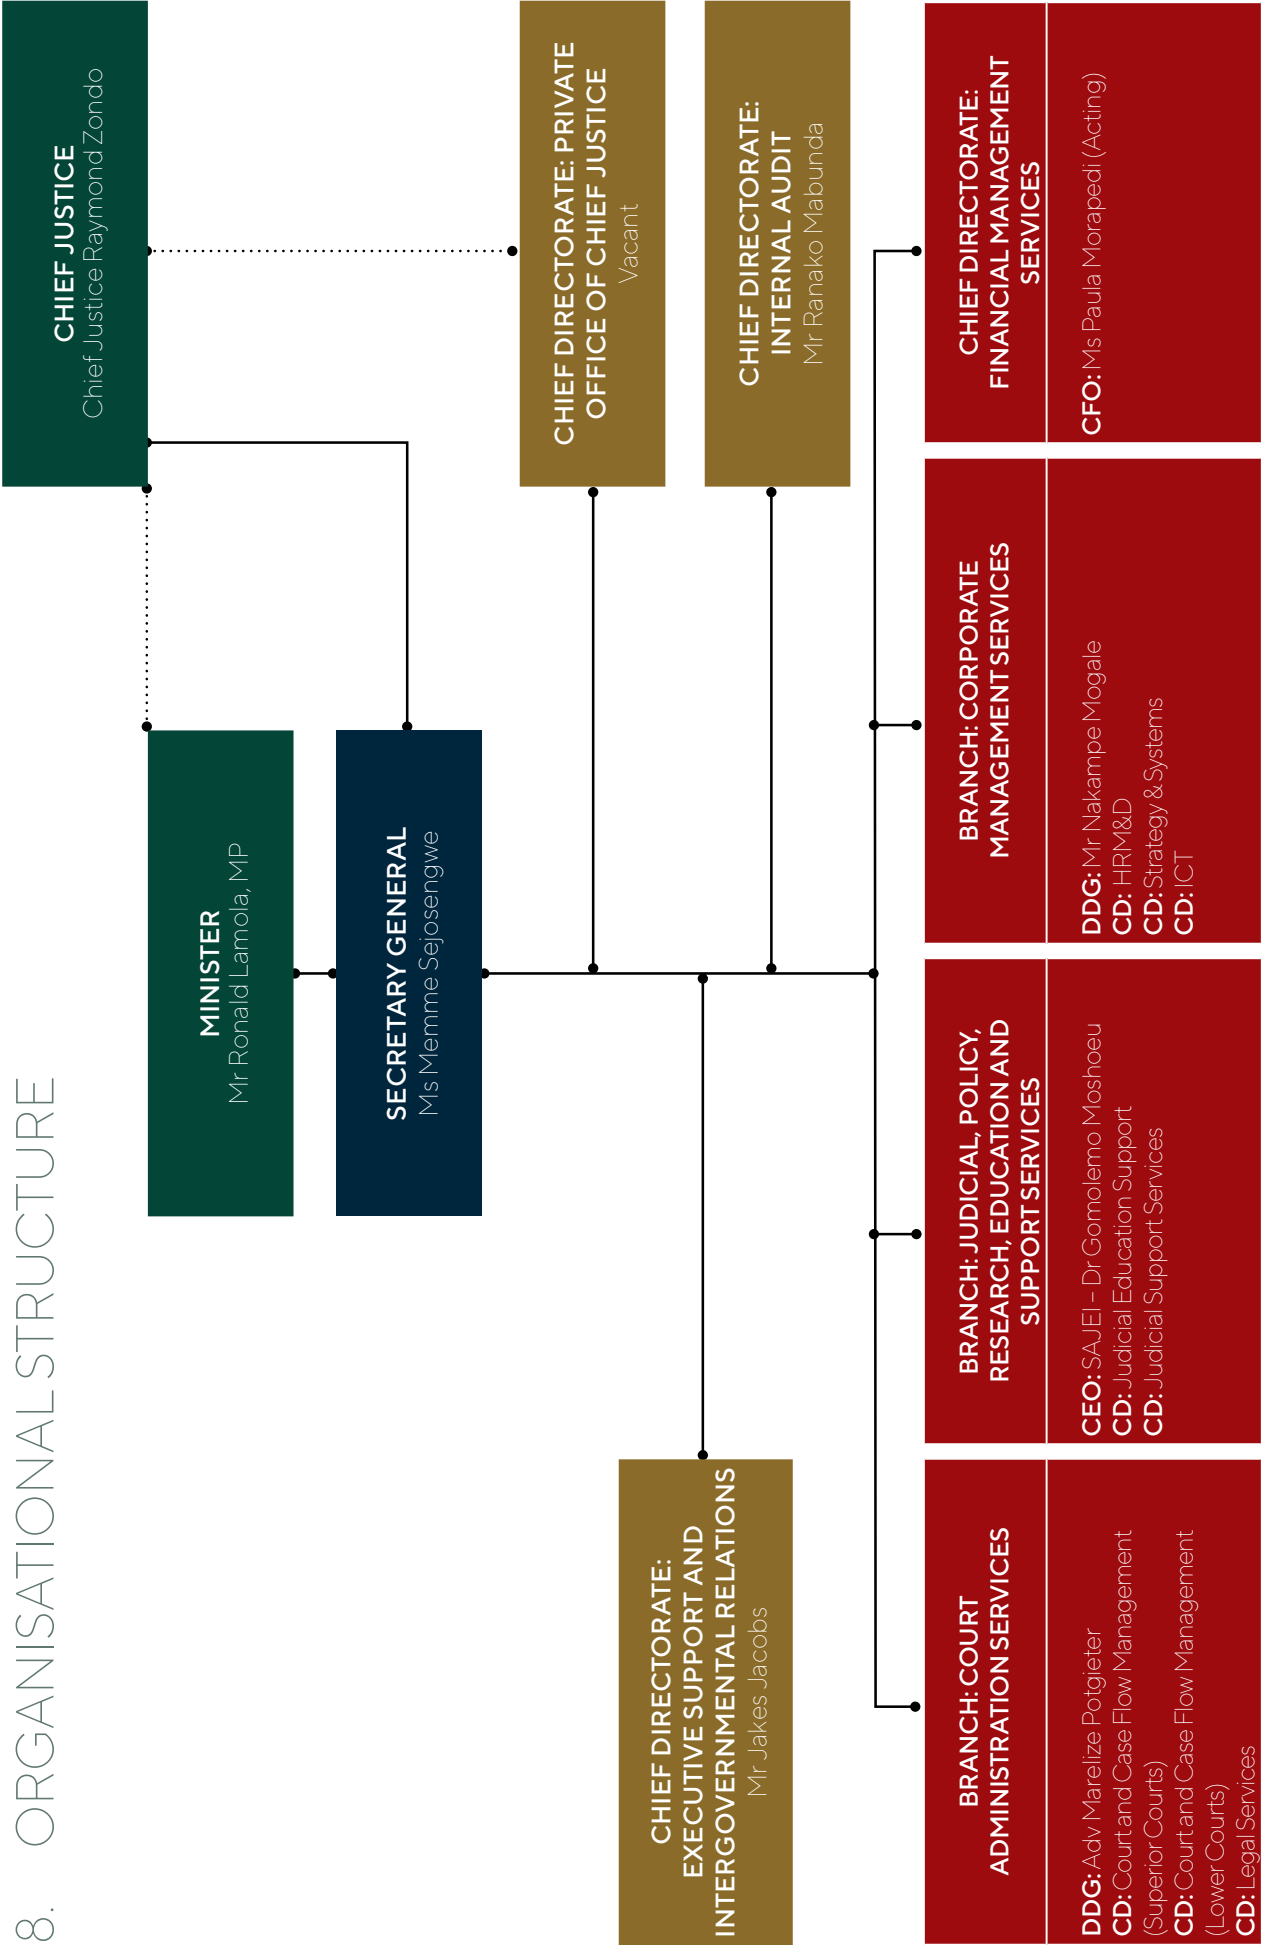 8. ORGANISATIONAL STRUCTURE
CHIEF JUSTICE
Chief Justice Raymond Zondo
MINISTER
Mr Ronald Lamola, MP
SECRETARY GENERAL
Ms Memme Sejosengwe
CHIEF DIRECTORATE: PRIVATE
OFFICE OF CHIEF JUSTICE
Vacant
CHIEF DIRECTORATE:
EXECUTIVE SUPPORT AND
INTERGOVERNMENTAL RELATIONS
Mr Jakes Jacobs
CHIEF DIRECTORATE:
INTERNAL AUDIT
Mr Ranako Mabunda
BRANCH: COURT
ADMINISTRATION SERVICES
DDG: Adv Marelize Potgieter
CD: Court and Case Flow Management
(Superior Courts)
CD: Court and Case Flow Management
(Lower Courts)
CD: Legal Services
BRANCH: JUDICIAL, POLICY,
RESEARCH, EDUCATION AND
SUPPORT SERVICES
CEO: SAJEI – Dr Gomolemo Moshoeu
CD: Judicial Education Support
CD: Judicial Support Services
BRANCH: CORPORATE
MANAGEMENT SERVICES
DDG: Mr Nakampe Mogale
CD: HRM&D
CD: Strategy & Systems
CD: ICT
CHIEF DIRECTORATE:
FINANCIAL MANAGEMENT
SERVICES
CFO: Ms Paula Morapedi (Acting)